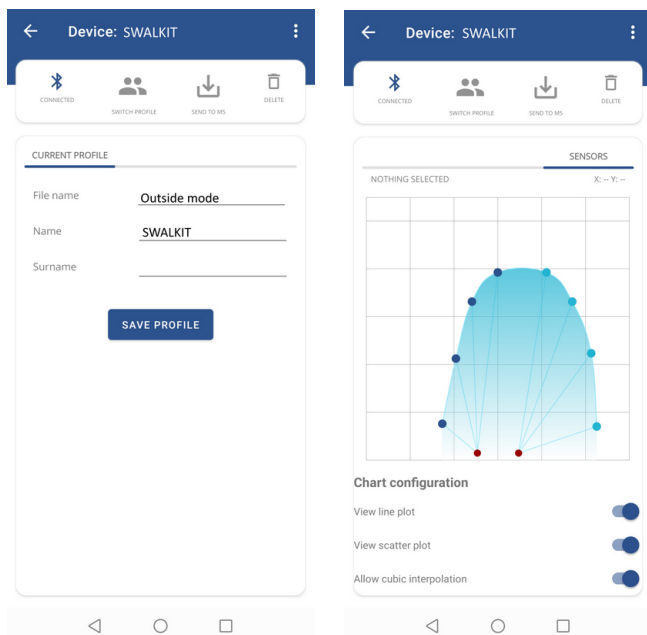 Device: SWALKIT
CONNECTED
SWITCH PROFILE
SEND TO MS
DELETE
CURRENT PROFILE
File name Outside mode
Name SWALKIT
Surname
SAVE PROFILE
Device: SWALKIT
CONNECTED
SWITCH PROFILE
SEND TO MS
DELETE
SENSORS
NOTHING SELECTED X: -- Y: --
Chart configuration
View line plot
View scatter plot
Allow cubic interpolation